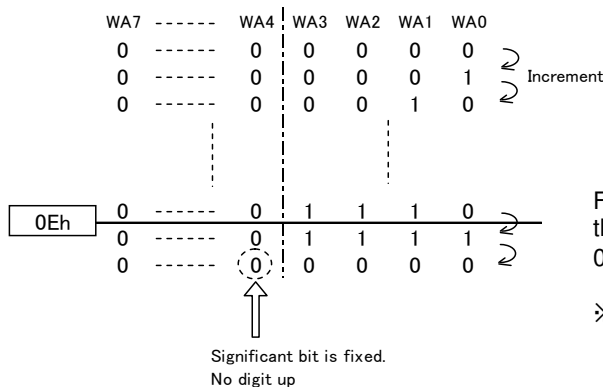 WA7 ------ WA4 WA3 WA2 WA1 WA0
0 ------ 0 0 0 0 0
0 ------ 0 0 0 0 1
Increment
0 ------ 0 0 0 1 0
0 ------ 0 1 1 1 0
0Eh
0 ------ 0 1 1 1 1
0 ------ 0 0 0 0 0
Significant bit is fixed.
No digit up
※